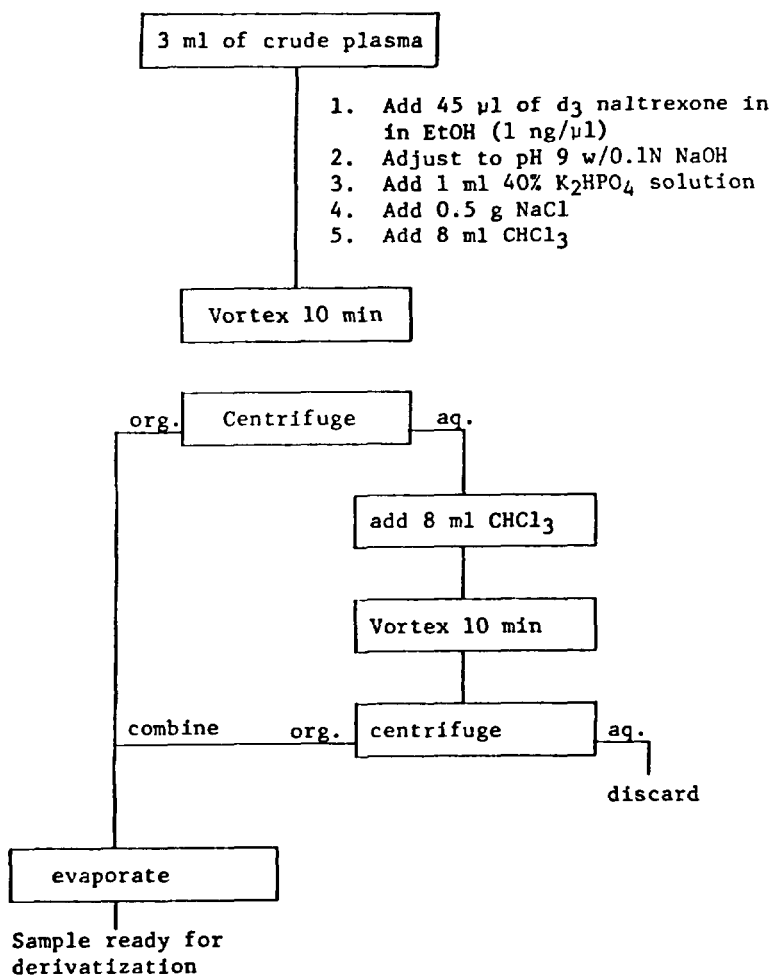 3 ml of crude plasma
1. Add 45 µl of d3 naltrexone in
in EtOH (1 ng/µl)
2. Adjust to pH 9 w/0.1N NaOH
3. Add 1 ml 40% K2HPO4 solution
4. Add 0.5 g NaCl
5. Add 8 ml CHCl3
Vortex 10 min
org. Centrifuge aq.
add 8 ml CHCl3
Vortex 10 min
combine org. centrifuge aq.
discard
evaporate
Sample ready for
derivatization